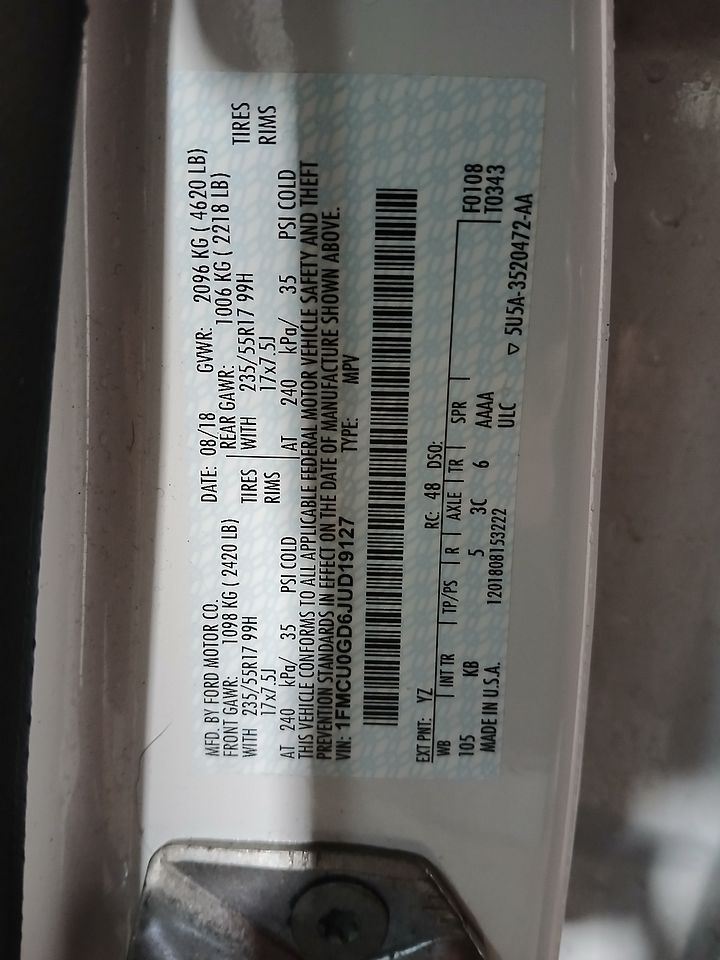 MFD. BY FORD MOTOR CO.
DATE: 08/18 GVWR: 2096 KG ( 4620 LB)
FRONT GAWR: 1098 KG ( 2420 LB)
REAR GAWR: 1006 KG ( 2218 LB)
WITH 235/55R17 99H TIRES
WITH 235/55R17 99H TIRES
17x7.5J RIMS
17x7.5J RIMS
AT 240 kPa/ 35 PSI COLD
AT 240 kPa/ 35 PSI COLD
THIS VEHICLE CONFORMS TO ALL APPLICABLE FEDERAL MOTOR VEHICLE SAFETY AND THEFT
PREVENTION STANDARDS IN EFFECT ON THE DATE OF MANUFACTURE SHOWN ABOVE.
VIN: 1FMCU0GD6JUD19127 TYPE: MPV
EXT PNT: YZ RC: 48 DSO:
WB INT TR TP/PS R AXLE TR SPR F0108
105 KB 5 3C 6 AAAA T0343
MADE IN U.S.A. 1201808153222 ULC ▽ 5U5A-3520472-AA